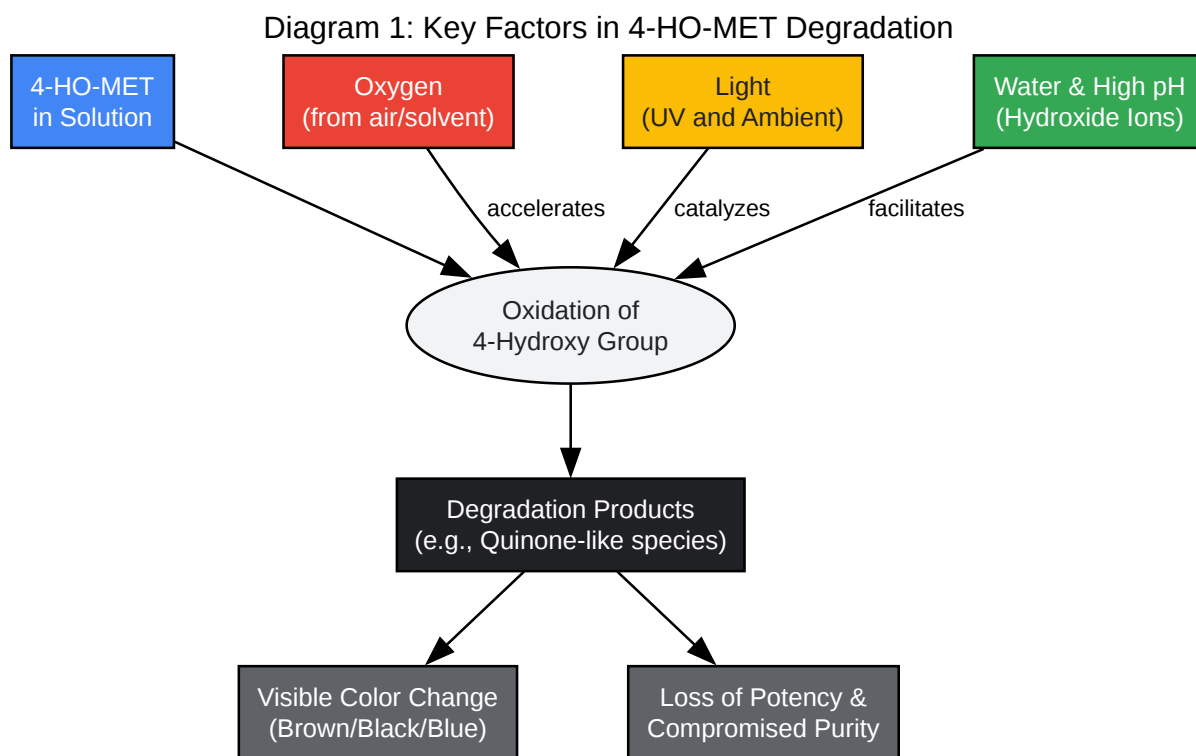 Diagram 1: Key Factors in 4-HO-MET Degradation
4-HO-MET
in Solution
Oxygen
(from air/solvent)
Light
(UV and Ambient)
Water & High pH
(Hydroxide Ions)
accelerates
catalyzes
facilitates
Oxidation of
4-Hydroxy Group
Degradation Products
(e.g., Quinone-like species)
Visible Color Change
(Brown/Black/Blue)
Loss of Potency &
Compromised Purity